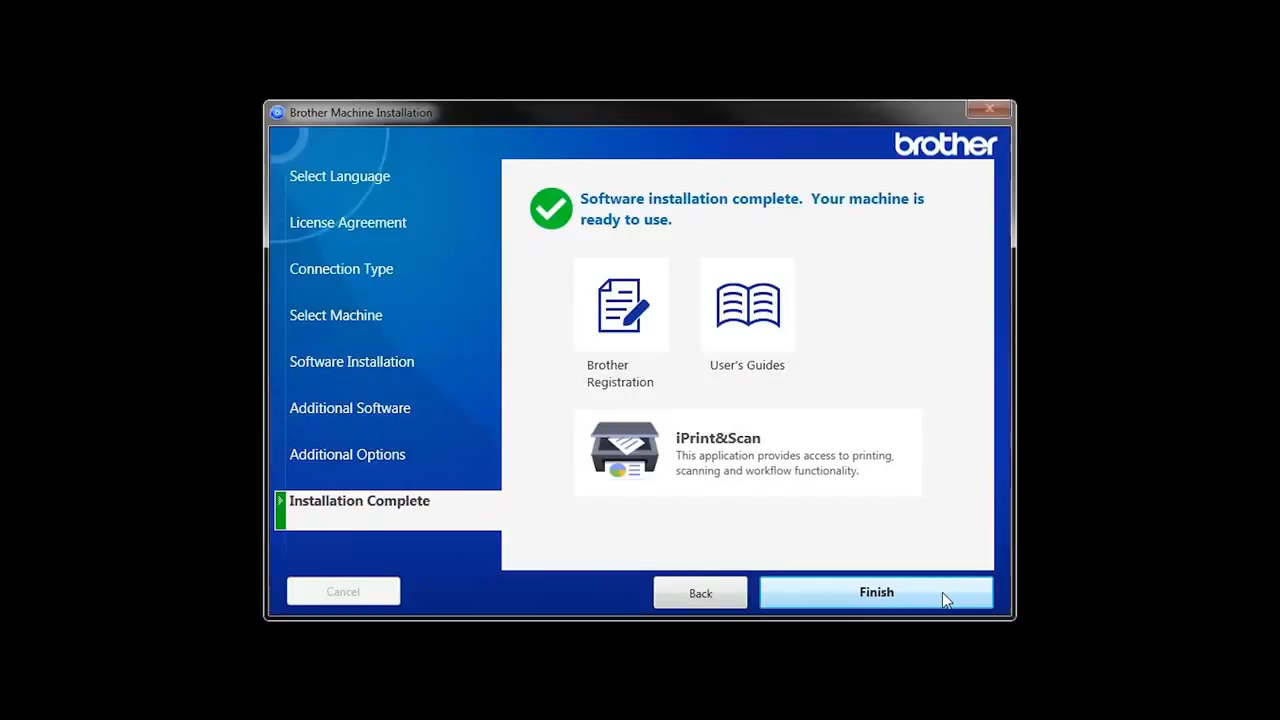 Brother Machine Installation
brother
Select Language
License Agreement
Connection Type
Select Machine
Software Installation
Additional Software
Additional Options
Installation Complete
Software installation complete.  Your machine is
ready to use.
Brother
Registration
User's Guides
iPrint&Scan
This application provides access to printing,
scanning and workflow functionality.
Cancel
Back
Finish